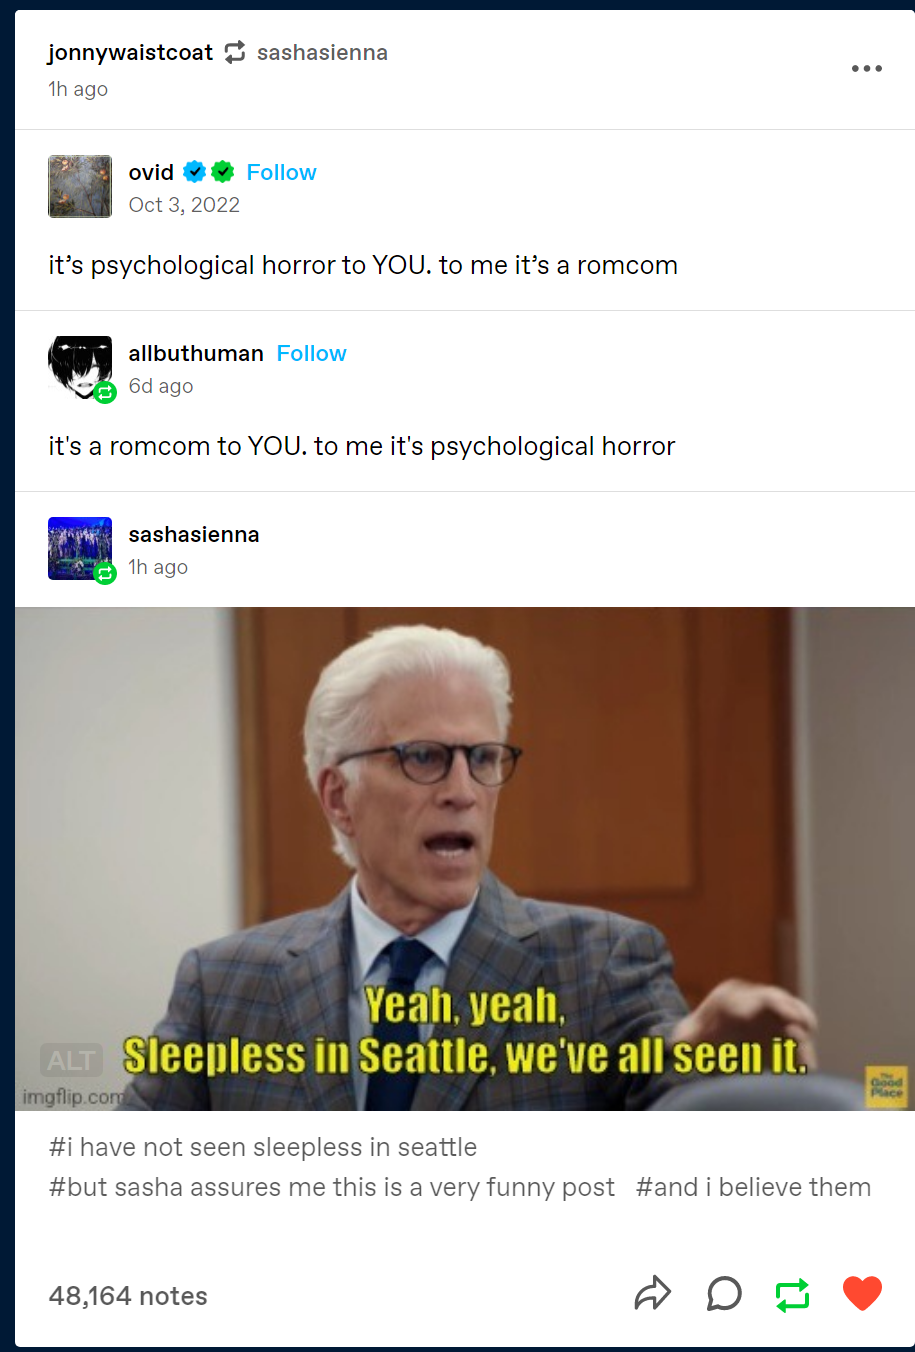 jonnywaistcoat sashasienna
1h ago
ovid Follow
Oct 3, 2022
it’s psychological horror to YOU. to me it’s a romcom
allbuthuman Follow
6d ago
it's a romcom to YOU. to me it's psychological horror
sashasienna
1h ago
Yeah, yeah,
Sleepless in Seattle, we've all seen it.
ALT
imgflip.com
The
Good
Place
#i have not seen sleepless in seattle
#but sasha assures me this is a very funny post #and i believe them
48,164 notes